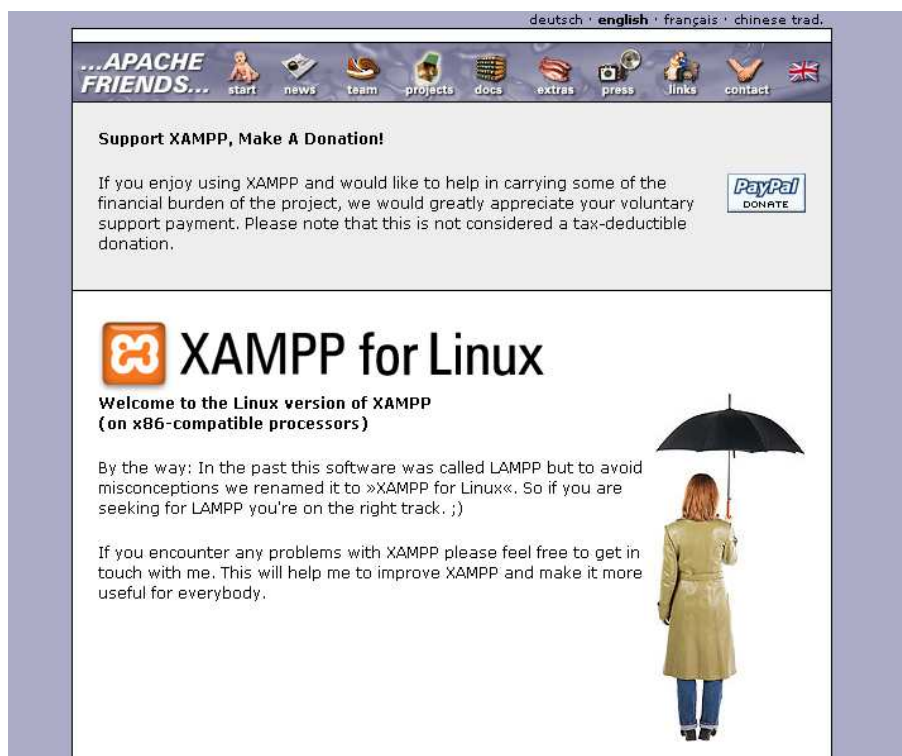 deutsch · english · français · chinese trad.
...APACHE
FRIENDS...
start news team projects docs extras press links contact
Support XAMPP, Make A Donation!
If you enjoy using XAMPP and would like to help in carrying some of the
financial burden of the project, we would greatly appreciate your voluntary
support payment. Please note that this is not considered a tax-deductible
donation.
PayPal
DONATE
XAMPP for Linux
Welcome to the Linux version of XAMPP
(on x86-compatible processors)
By the way: In the past this software was called LAMPP but to avoid
misconceptions we renamed it to »XAMPP for Linux«. So if you are
seeking for LAMPP you're on the right track. ;)
If you encounter any problems with XAMPP please feel free to get in
touch with me. This will help me to improve XAMPP and make it more
useful for everybody.